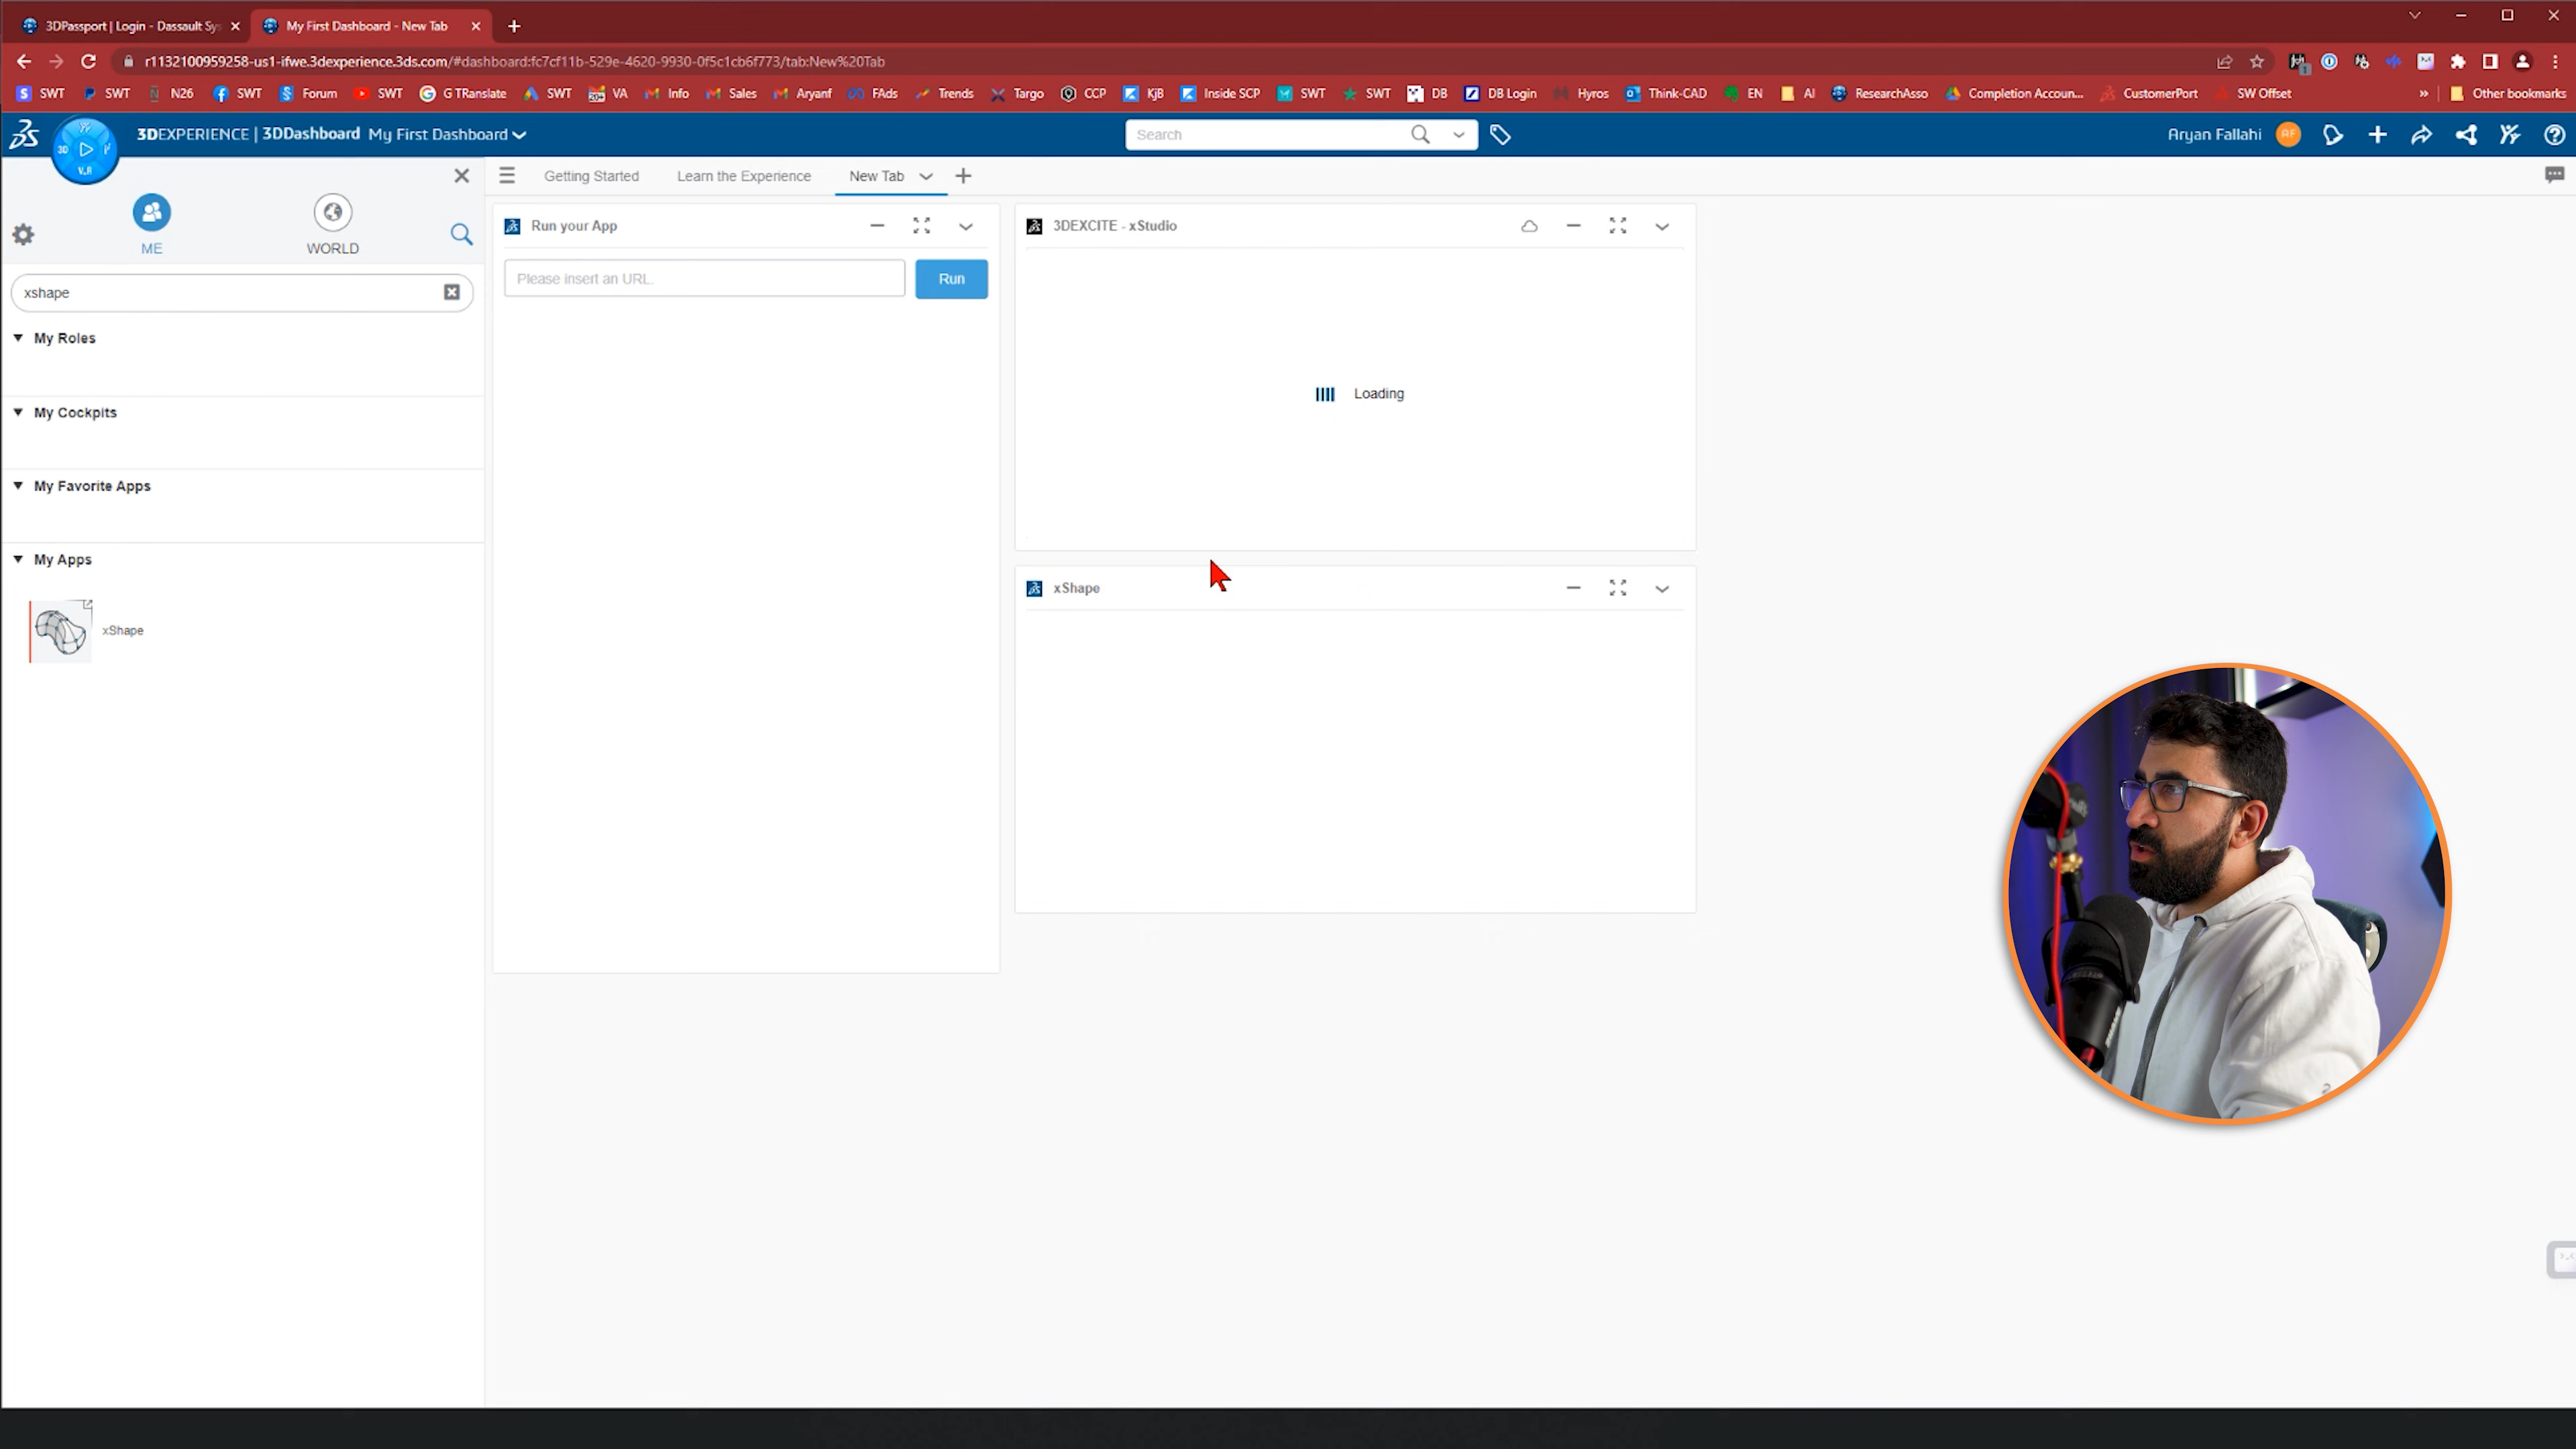 3DPassport | Login - Dassault Sys
My First Dashboard - New Tab
r1132100959258-us1-ifwe.3dexperience.3ds.com/#dashboard:fc7cf11b-529e-4620-9930-0f5c1cb6f773/tab:New%20Tab
SWT SWT N26 SWT Forum SWT G TRanslate SWT VA Info Sales Aryanf FAds Trends Targo CCP KJB Inside SCP SWT SWT DB DB Login Hyros Think-CAD EN AI ResearchAsso Completion Accoun... CustomerPort SW Offset » Other bookmarks
3DEXPERIENCE | 3DDashboard My First Dashboard
Search
Aryan Fallahi AF
3D V.R
ME
WORLD
Getting Started
Learn the Experience
New Tab
xshape
My Roles
My Cockpits
My Favorite Apps
My Apps
xShape
Run your App
Please insert an URL.
Run
3DEXCITE - xStudio
Loading
xShape